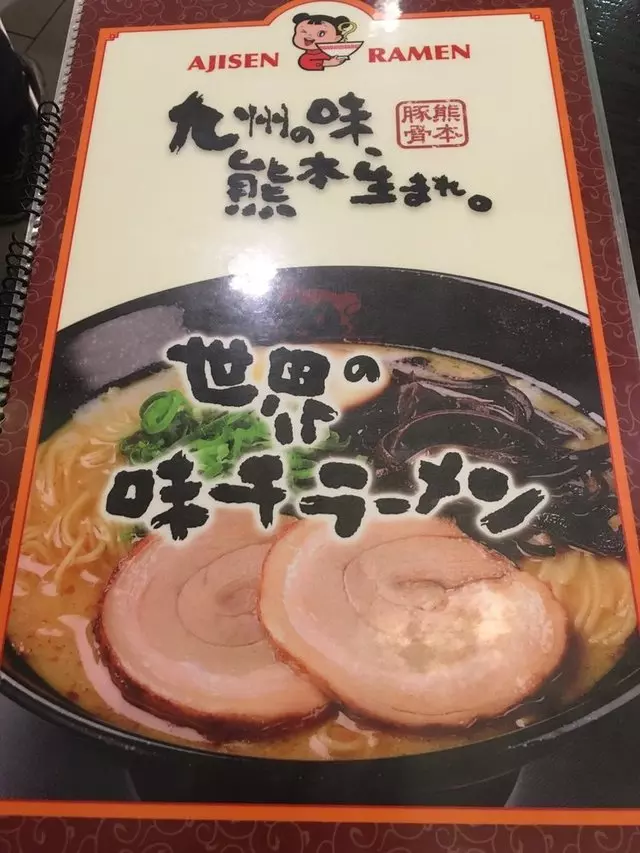 AJISEN RAMEN
九州の味、
熊本生まれ。
熊本
豚骨
世界の
味千ラーメン